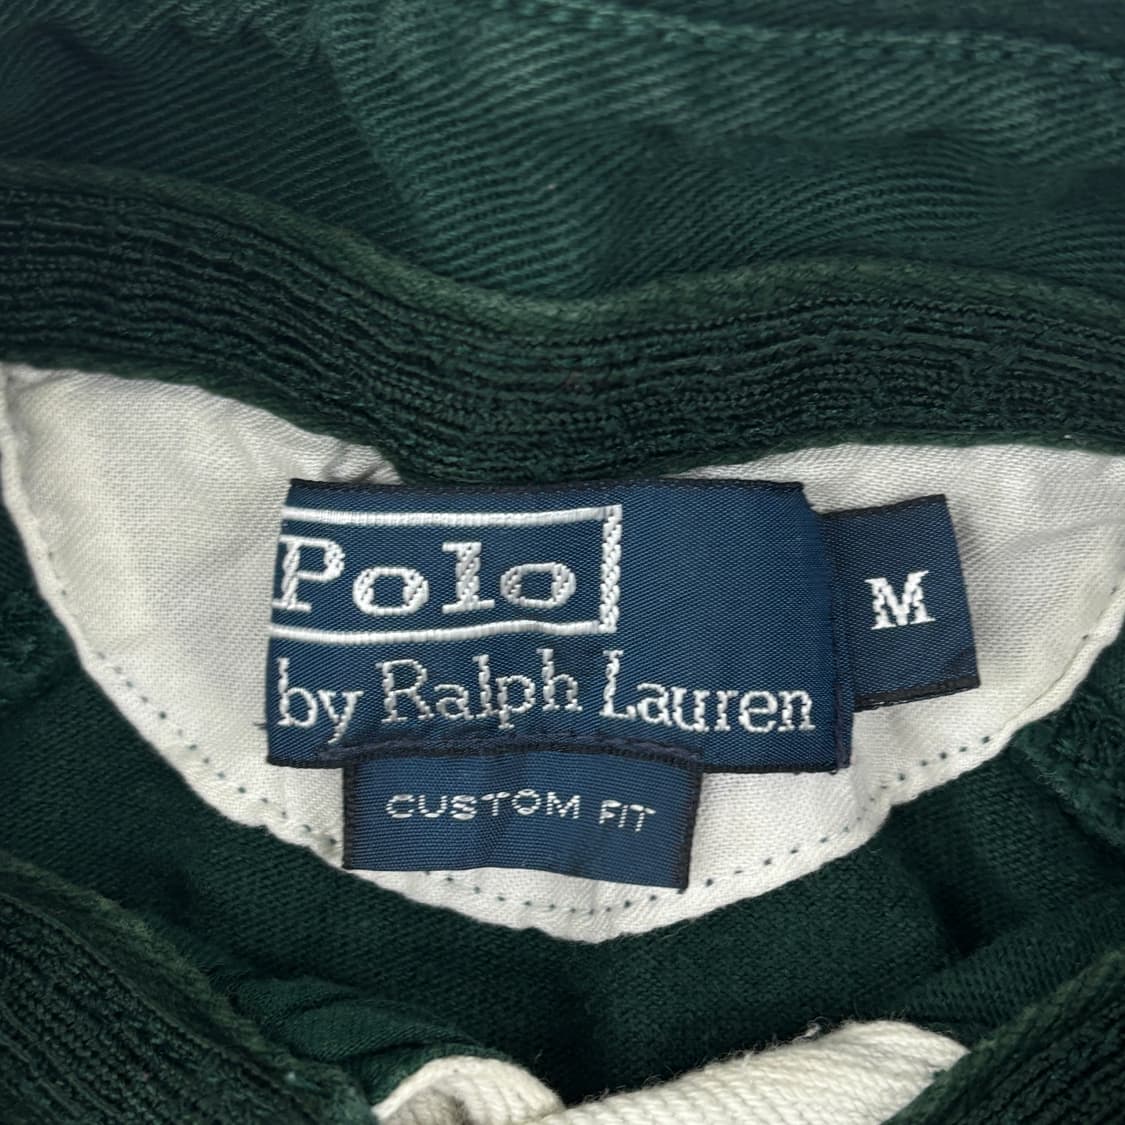 Polo
by Ralph Lauren
M
CUSTOM FIT